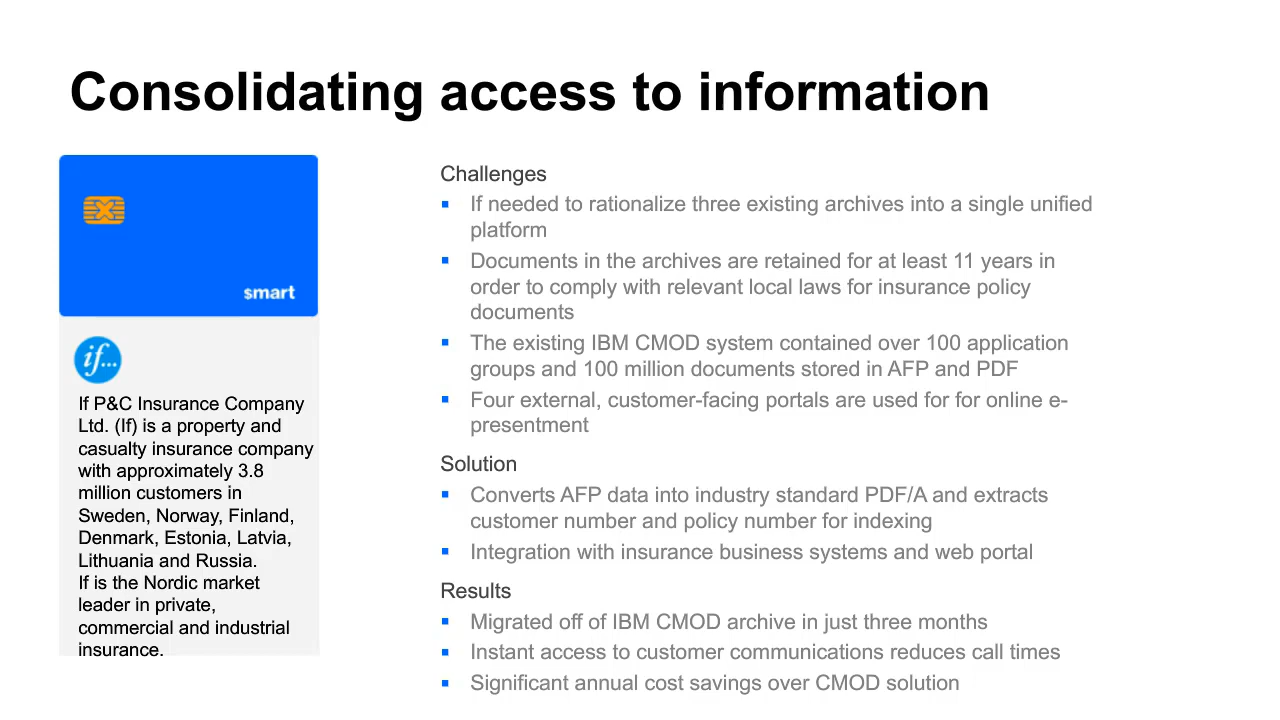 Consolidating access to information
smart
if...
If P&C Insurance Company
Ltd. (If) is a property and
casualty insurance company
with approximately 3.8
million customers in
Sweden, Norway, Finland,
Denmark, Estonia, Latvia,
Lithuania and Russia.
If is the Nordic market
leader in private,
commercial and industrial
insurance.
Challenges
If needed to rationalize three existing archives into a single unified
platform
Documents in the archives are retained for at least 11 years in
order to comply with relevant local laws for insurance policy
documents
The existing IBM CMOD system contained over 100 application
groups and 100 million documents stored in AFP and PDF
Four external, customer-facing portals are used for for online e-
presentment
Solution
Converts AFP data into industry standard PDF/A and extracts
customer number and policy number for indexing
Integration with insurance business systems and web portal
Results
Migrated off of IBM CMOD archive in just three months
Instant access to customer communications reduces call times
Significant annual cost savings over CMOD solution